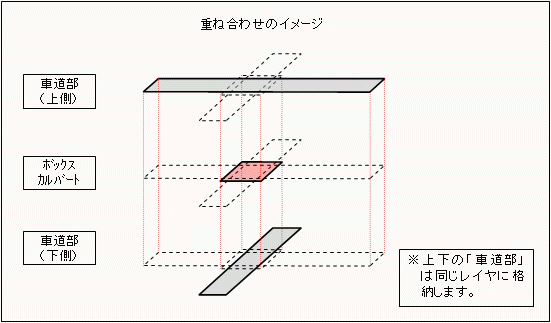 重ね合わせのイメージ
車道部
（上側）
ボックス
カルバート
車道部
（下側）
※上下の「車道部」
は同じレイヤに格
納します。